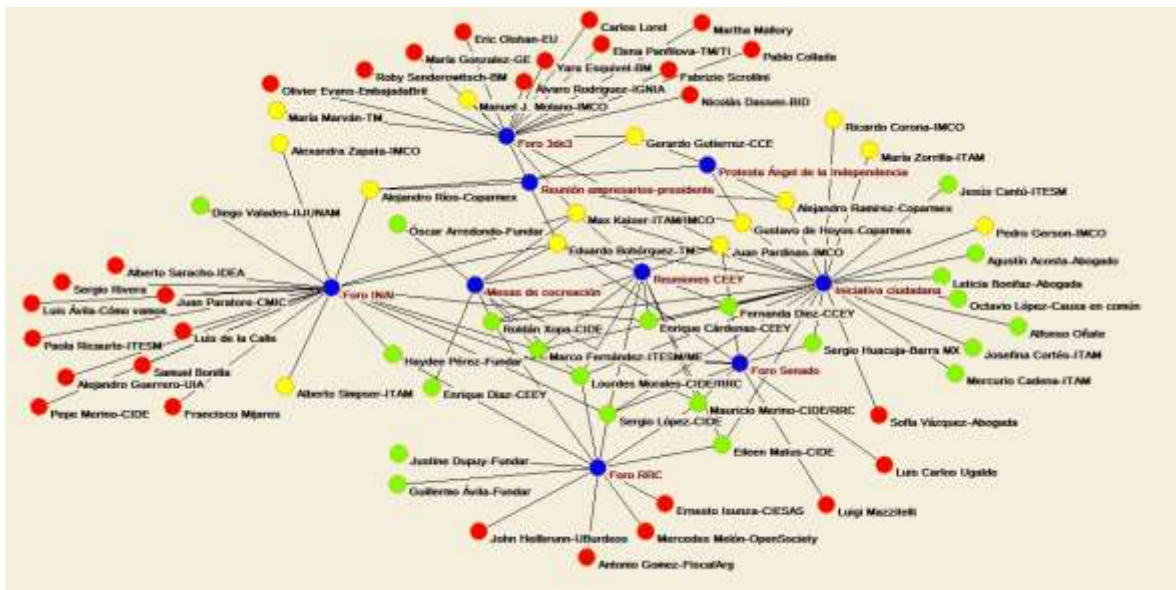 Carlos Loret
Martha Mallory
Eric Olohan-EU
Elena Panfilova-TM/TI
María Gonzalez-GE
Pablo Collada
Yara Esquivel-BM
Roby Senderowitsch-BM
Fabrizio Scrollini
Olivier Evans-EmbajadaBrit
Álvaro Rodríguez-IGNIA
Nicolás Dassen-BID
Manuel J. Molano-IMCO
María Marván-TM
Ricardo Corona-IMCO
Foro 3de3
Gerardo Gutierrez-CCE
Alexandra Zapata-IMCO
María Zorrilla-ITAM
Protesta Ángel de la Independencia
Reunión empresarios-presidente
Jesús Cantú-ITESM
Alejandro Ríos-Coparmex
Alejandro Ramírez-Coparmex
Diego Valades-IIJUNAM
Max Kaiser-ITAM/IMCO
Gustavo de Hoyos-Coparmex
Óscar Arredondo-Fundar
Pedro Gerson-IMCO
Eduardo Bohórquez-TM
Juan Pardinas-IMCO
Agustín Acosta-Abogado
Alberto Saracho-IDEA
Reuniones CEEY
Leticia Bonifaz-Abogada
Sergio Rivera
Foro INAI
Mesas de cocreación
Iniciativa ciudadana
Juan Paratore-CMIC
Octavio López-Causa en común
Luis Ávila-Cómo vamos
Fernanda Díez-CCEY
Roldán Xopa-CIDE
Enrique Cárdenas-CEEY
Alfonso Oñate
Luis de la Calle
Paola Ricaurte-ITESM
Sergio Huacuja-Barra MX
Josefina Cortés-ITAM
Haydee Pérez-Fundar
Marco Fernández-ITESM/ME
Samuel Bonilla
Foro Senado
Alejandro Guerrero-UIA
Lourdes Morales-CIDE/RRC
Mercurio Cadena-ITAM
Alberto Simpser-ITAM
Enrique Díaz-CEEY
Pepe Merino-CIDE
Francisco Mijares
Mauricio Merino-CIDE/RRC
Sergio López-CIDE
Sofía Vázquez-Abogada
Eileen Matus-CIDE
Justine Dupuy-Fundar
Luis Carlos Ugalde
Foro RRC
Guillermo Ávila-Fundar
Ernesto Isunza-CIESAS
Luigi Mazzitelli
John Heilbrunn-UBurdeos
Mercedes Melón-OpenSociety
Antonio Gomez-FiscalArg